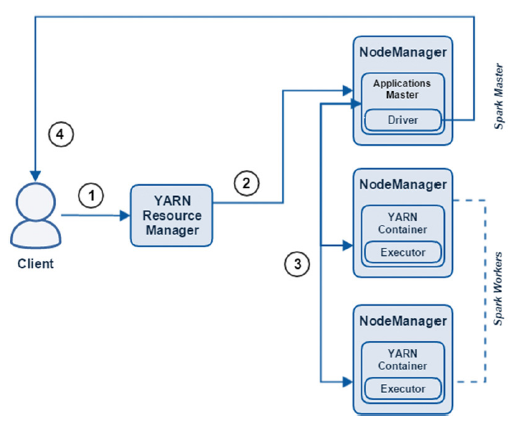 NodeManager
Applications
Master
Driver
Spark Master
4
1
2
YARN
Resource
Manager
Client
NodeManager
YARN
Container
Executor
3
Spark Workers
NodeManager
YARN
Container
Executor